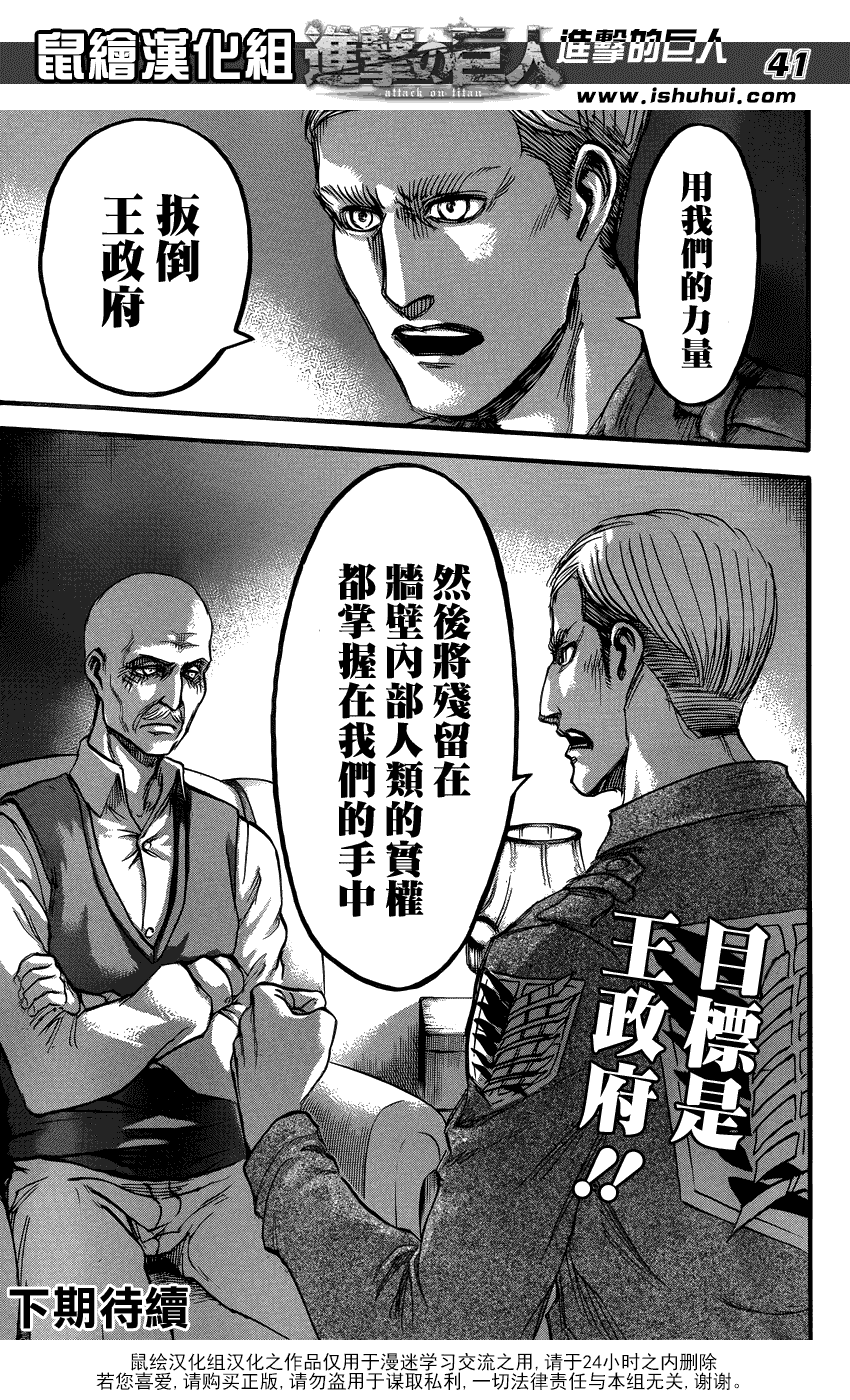 鼠繪漢化組
進撃の巨人
attack on titan
進擊的巨人
41
www.ishuhui.com
用我們的力量
扳倒
王政府
然後將殘留在
牆壁內部人類的實權
都掌握在我們的手中
目標是
王政府!!
下期待續
鼠绘汉化组汉化之作品仅用于漫迷学习交流之用, 请于24小时之内删除
若您喜爱, 请购买正版, 请勿盗用于谋取私利, 一切法律责任与本组无关, 谢谢。